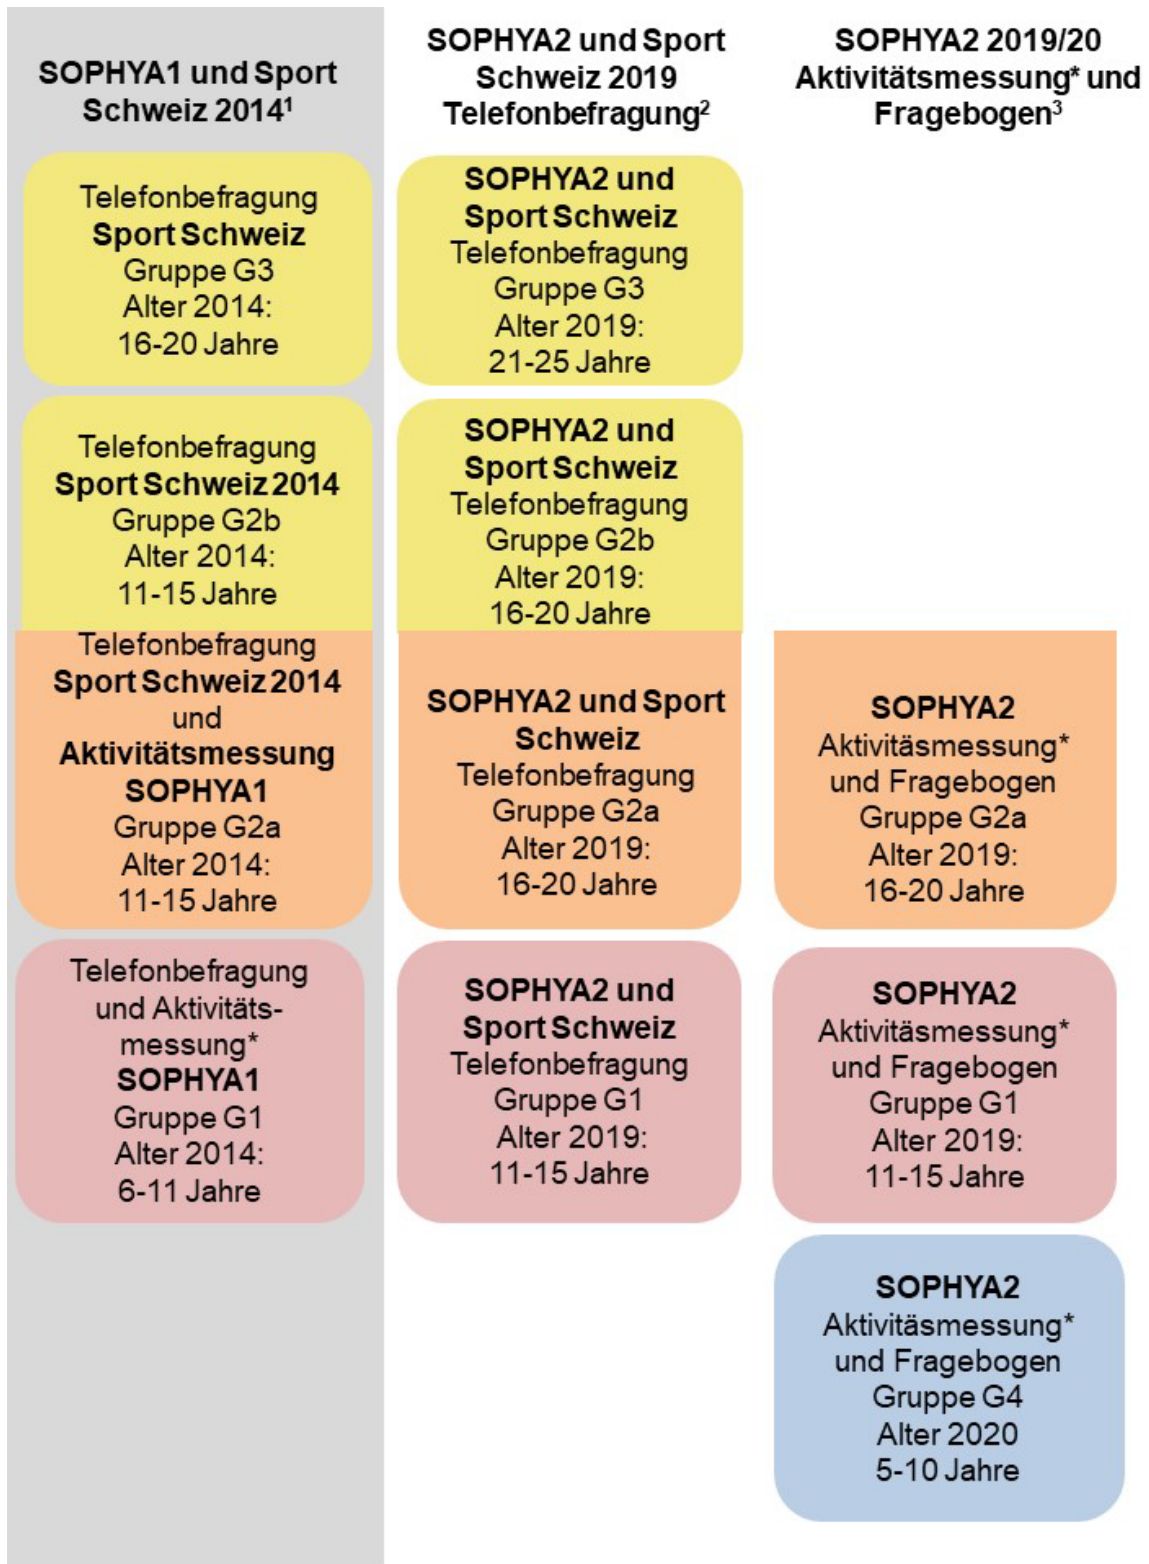 SOPHYA1 und Sport
Schweiz 2014¹
Telefonbefragung
Sport Schweiz
Gruppe G3
Alter 2014:
16-20 Jahre
Telefonbefragung
Sport Schweiz 2014
Gruppe G2b
Alter 2014:
11-15 Jahre
Telefonbefragung
Sport Schweiz 2014
und
Aktivitätsmessung
SOPHYA1
Gruppe G2a
Alter 2014:
11-15 Jahre
Telefonbefragung
und Aktivitäts-
messung*
SOPHYA1
Gruppe G1
Alter 2014:
6-11 Jahre
SOPHYA2 und Sport
Schweiz 2019
Telefonbefragung²
SOPHYA2 und
Sport Schweiz
Telefonbefragung
Gruppe G3
Alter 2019:
21-25 Jahre
SOPHYA2 und
Sport Schweiz
Telefonbefragung
Gruppe G2b
Alter 2019:
16-20 Jahre
SOPHYA2 und Sport
Schweiz
Telefonbefragung
Gruppe G2a
Alter 2019:
16-20 Jahre
SOPHYA2 und
Sport Schweiz
Telefonbefragung
Gruppe G1
Alter 2019:
11-15 Jahre
SOPHYA2 2019/20
Aktivitätsmessung* und
Fragebogen³
SOPHYA2
Aktivitäsmessung*
und Fragebogen
Gruppe G2a
Alter 2019:
16-20 Jahre
SOPHYA2
Aktivitäsmessung*
und Fragebogen
Gruppe G1
Alter 2019:
11-15 Jahre
SOPHYA2
Aktivitäsmessung*
und Fragebogen
Gruppe G4
Alter 2020
5-10 Jahre